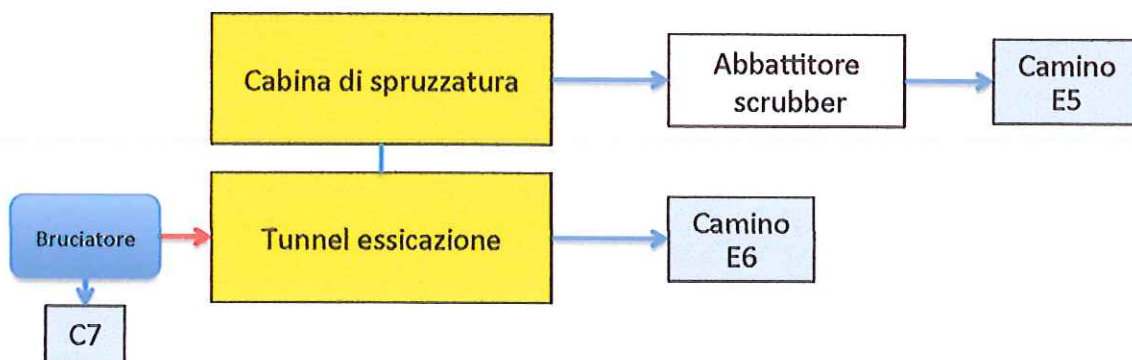 Cabina di spruzzatura
Abbattitore
scrubber
Camino
E5
Bruciatore
Tunnel essicazione
Camino
E6
C7